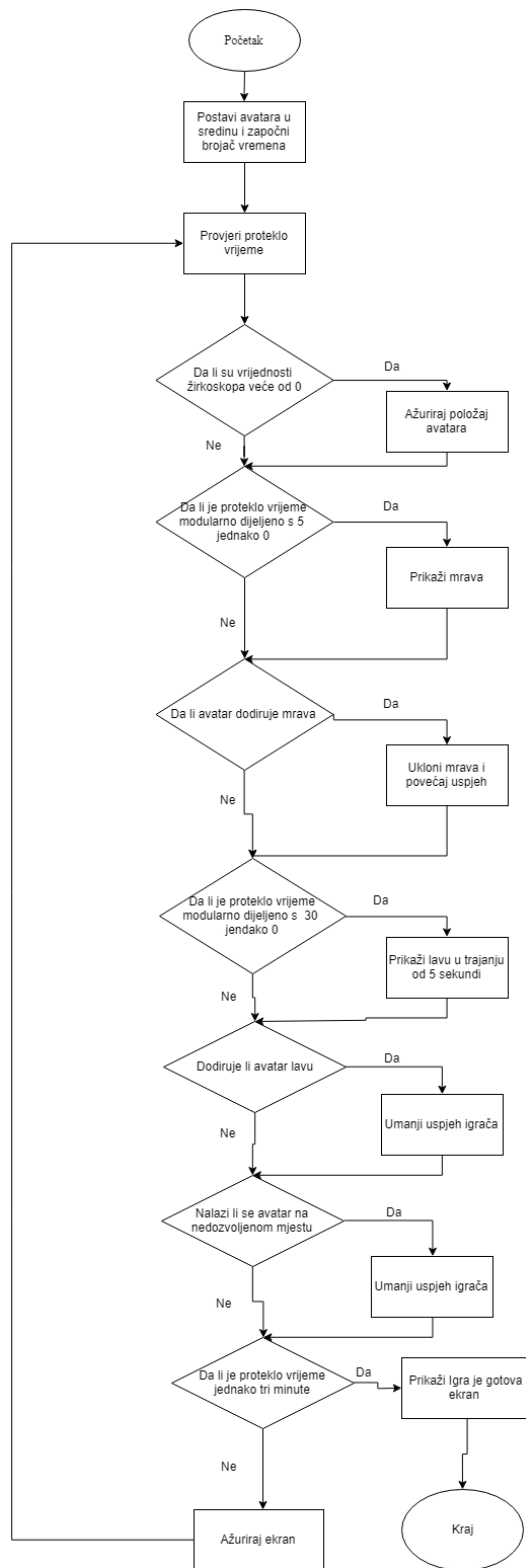 Početak
Postavi avatara u
sredinu i započni
brojač vremena
Provjeri proteklo
vrijeme
Da li su vrijednosti
žirkoskopa veće od 0
Da
Ažuriraj položaj
avatara
Ne
Da li je proteklo vrijeme
modularno dijeljeno s 5
jednako 0
Da
Prikaži mrava
Ne
Da li avatar dodiruje mrava
Da
Ukloni mrava i
povećaj uspjeh
Ne
Da li je proteklo vrijeme
modularno dijeljeno s 30
jendako 0
Da
Prikaži lavu u trajanju
od 5 sekundi
Ne
Dodiruje li avatar lavu
Da
Umanji uspjeh igrača
Ne
Nalazi li se avatar na
nedozvoljenom mjestu
Da
Umanji uspjeh igrača
Ne
Da li je proteklo vrijeme
jednako tri minute
Da
Prikaži Igra je gotova
ekran
Ne
Ažuriraj ekran
Kraj